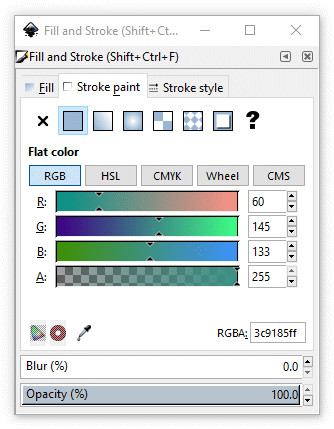 Fill and Stroke (Shift+Ct...
Fill and Stroke (Shift+Ctrl+F)
Fill Stroke paint Stroke style
?
Flat color
RGB HSL CMYK Wheel CMS
R: 60
G: 145
B: 133
A: 255
RGBA: 3c9185ff
Blur (%) 0.0
Opacity (%) 100.0